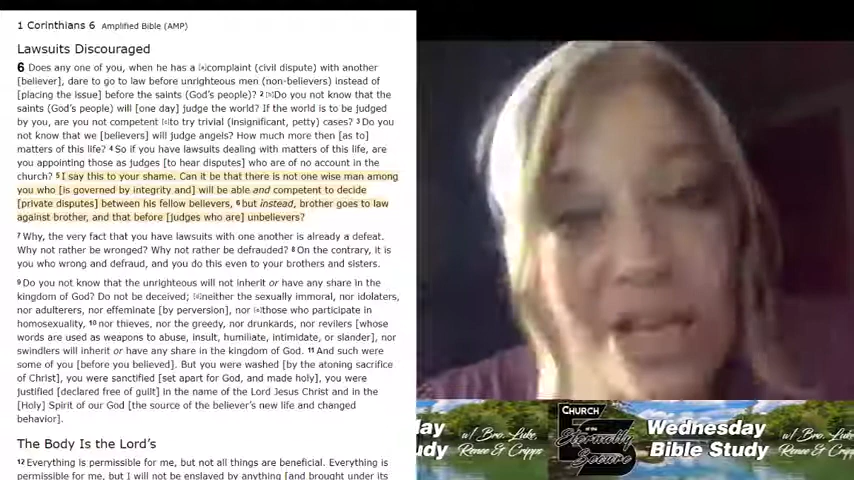 1 Corinthians 6 Amplified Bible (AMP)
Lawsuits Discouraged
6 Does any one of you, when he has a complaint (civil dispute) with another
[believer], dare to go to law before unrighteous men (non-believers) instead of
[placing the issue] before the saints (God's people)? 2 Do you not know that the
saints (God's people) will [one day] judge the world? If the world is to be judged
by you, are you not competent to try trivial (insignificant, petty) cases? 3 Do you
not know that we [believers] will judge angels? How much more then [as to]
matters of this life? 4 So if you have lawsuits dealing with matters of this life, are
you appointing those as judges [to hear disputes] who are of no account in the
church? 5 I say this to your shame. Can it be that there is not one wise man among
you who [is governed by integrity and] will be able and competent to decide
[private disputes] between his fellow believers, 6 but instead, brother goes to law
against brother, and that before [judges who are] unbelievers?
7 Why, the very fact that you have lawsuits with one another is already a defeat.
Why not rather be wronged? Why not rather be defrauded? 8 On the contrary, it is
you who wrong and defraud, and you do this even to your brothers and sisters.
9 Do you not know that the unrighteous will not inherit or have any share in the
kingdom of God? Do not be deceived; neither the sexually immoral, nor idolaters,
nor adulterers, nor effeminate [by perversion], nor those who participate in
homosexuality, 10 nor thieves, nor the greedy, nor drunkards, nor revilers [whose
words are used as weapons to abuse, insult, humiliate, intimidate, or slander], nor
swindlers will inherit or have any share in the kingdom of God. 11 And such were
some of you [before you believed]. But you were washed [by the atoning sacrifice
of Christ], you were sanctified [set apart for God, and made holy], you were
justified [declared free of guilt] in the name of the Lord Jesus Christ and in the
[Holy] Spirit of our God [the source of the believer's new life and changed
behavior].
The Body Is the Lord's
12 Everything is permissible for me, but not all things are beneficial. Everything is
permissible for me, but I will not be enslaved by anything [and brought under its
ay
dy
w/ Bro. Luke,
Renee & Cripps
CHURCH
of the
Eternally
Secure
Wednesday
Bible Study
w/ Bro. Luke,
Renee & Cripps